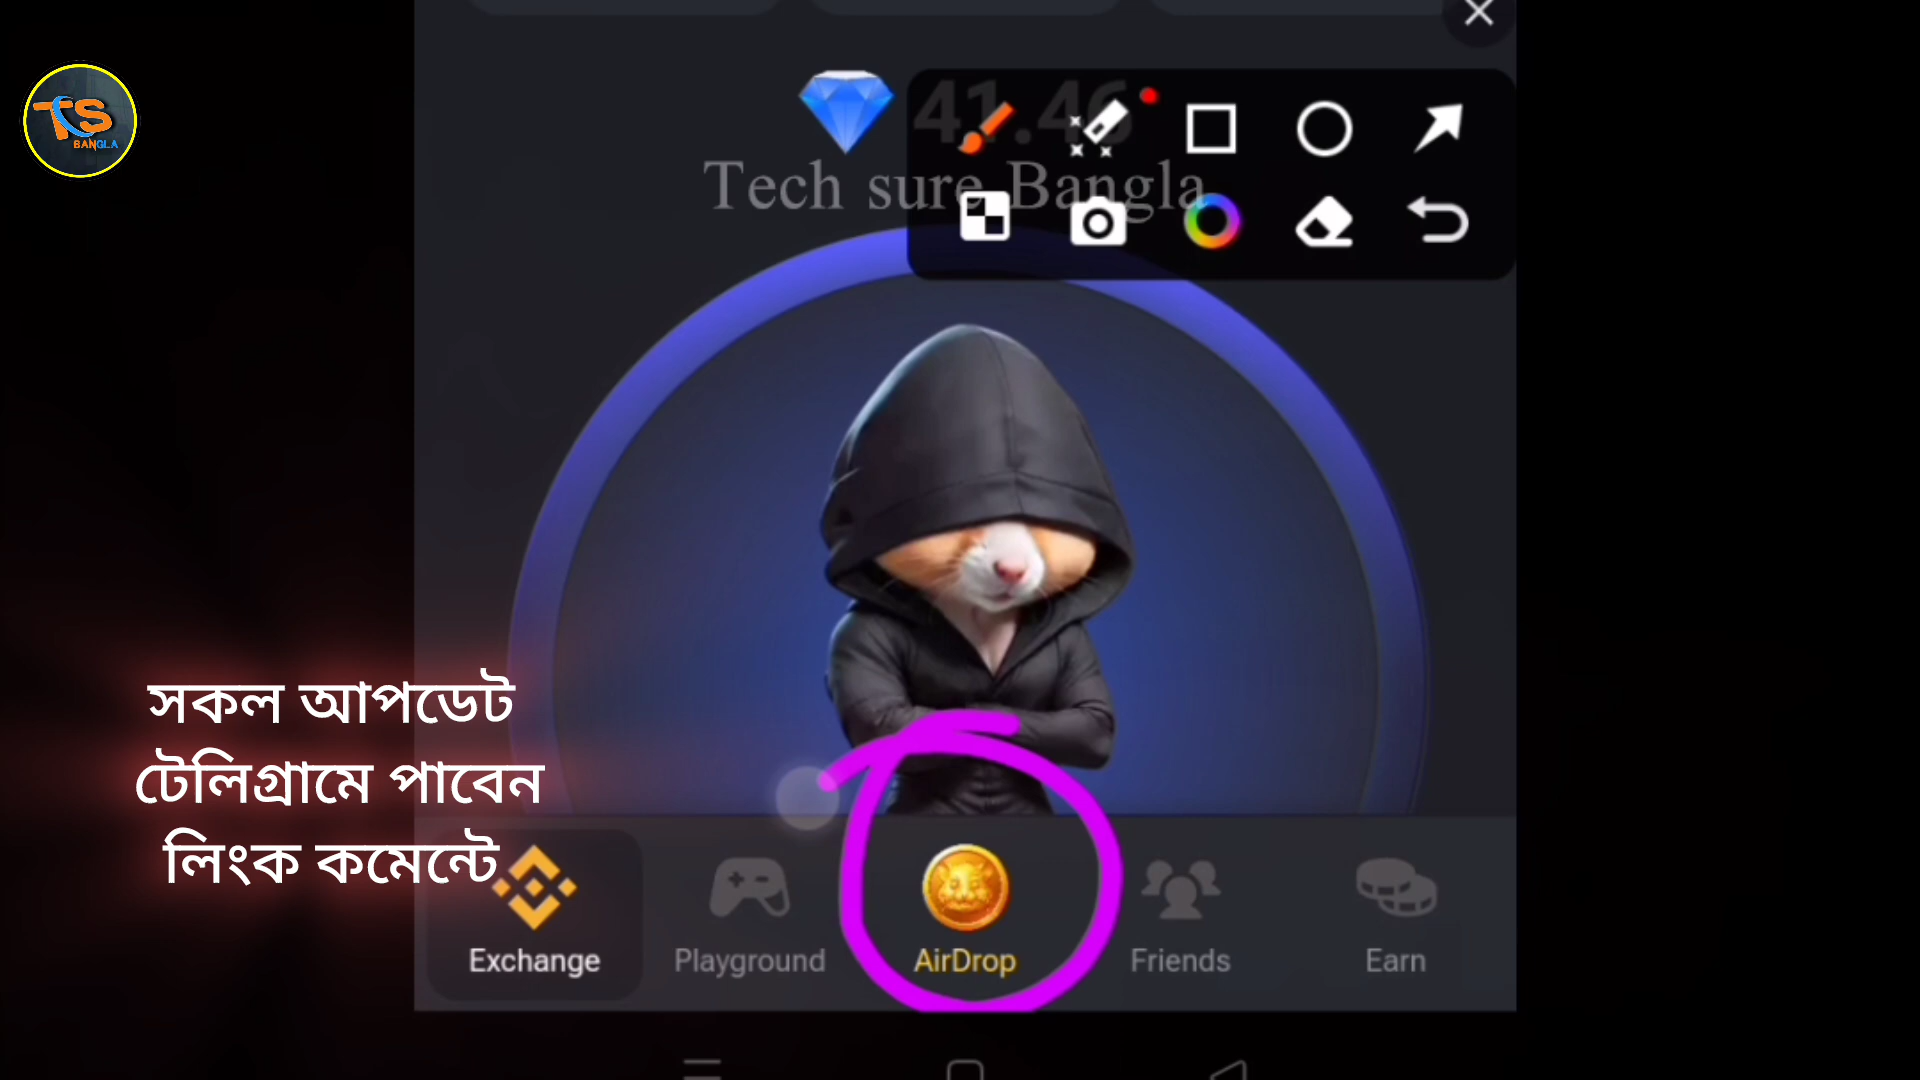 TS
BANGLA
41.46
Tech sure Bangla
সকল আপডেট
টেলিগ্রামে পাবেন
লিংক কমেন্টে
Exchange
Playground
AirDrop
Friends
Earn